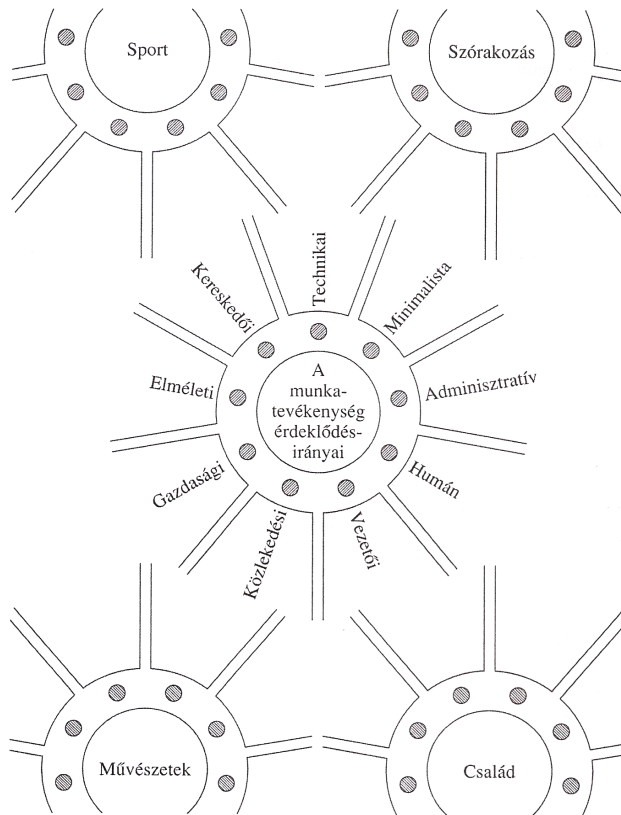 Sport
Szórakozás
Technikai
Kereskedői
Minimalista
Elméleti
A
munka-
tevékenység
érdeklődés-
irányai
Adminisztratív
Gazdasági
Humán
Közlekedési
Vezetői
Művészetek
Család